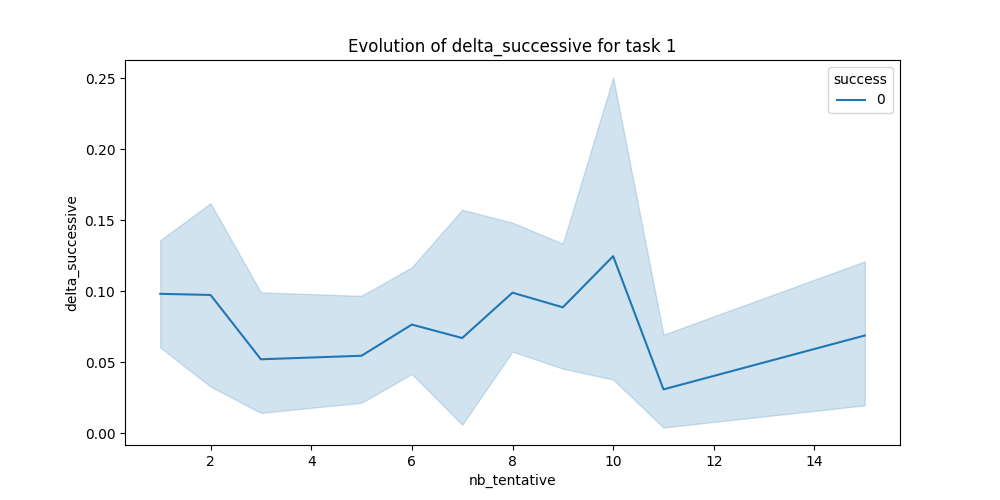 Evolution of delta_successive for task 1
success
0
0.25
0.20
0.15
0.10
0.05
0.00
delta_successive
2 4 6 8 10 12 14
nb_tentative